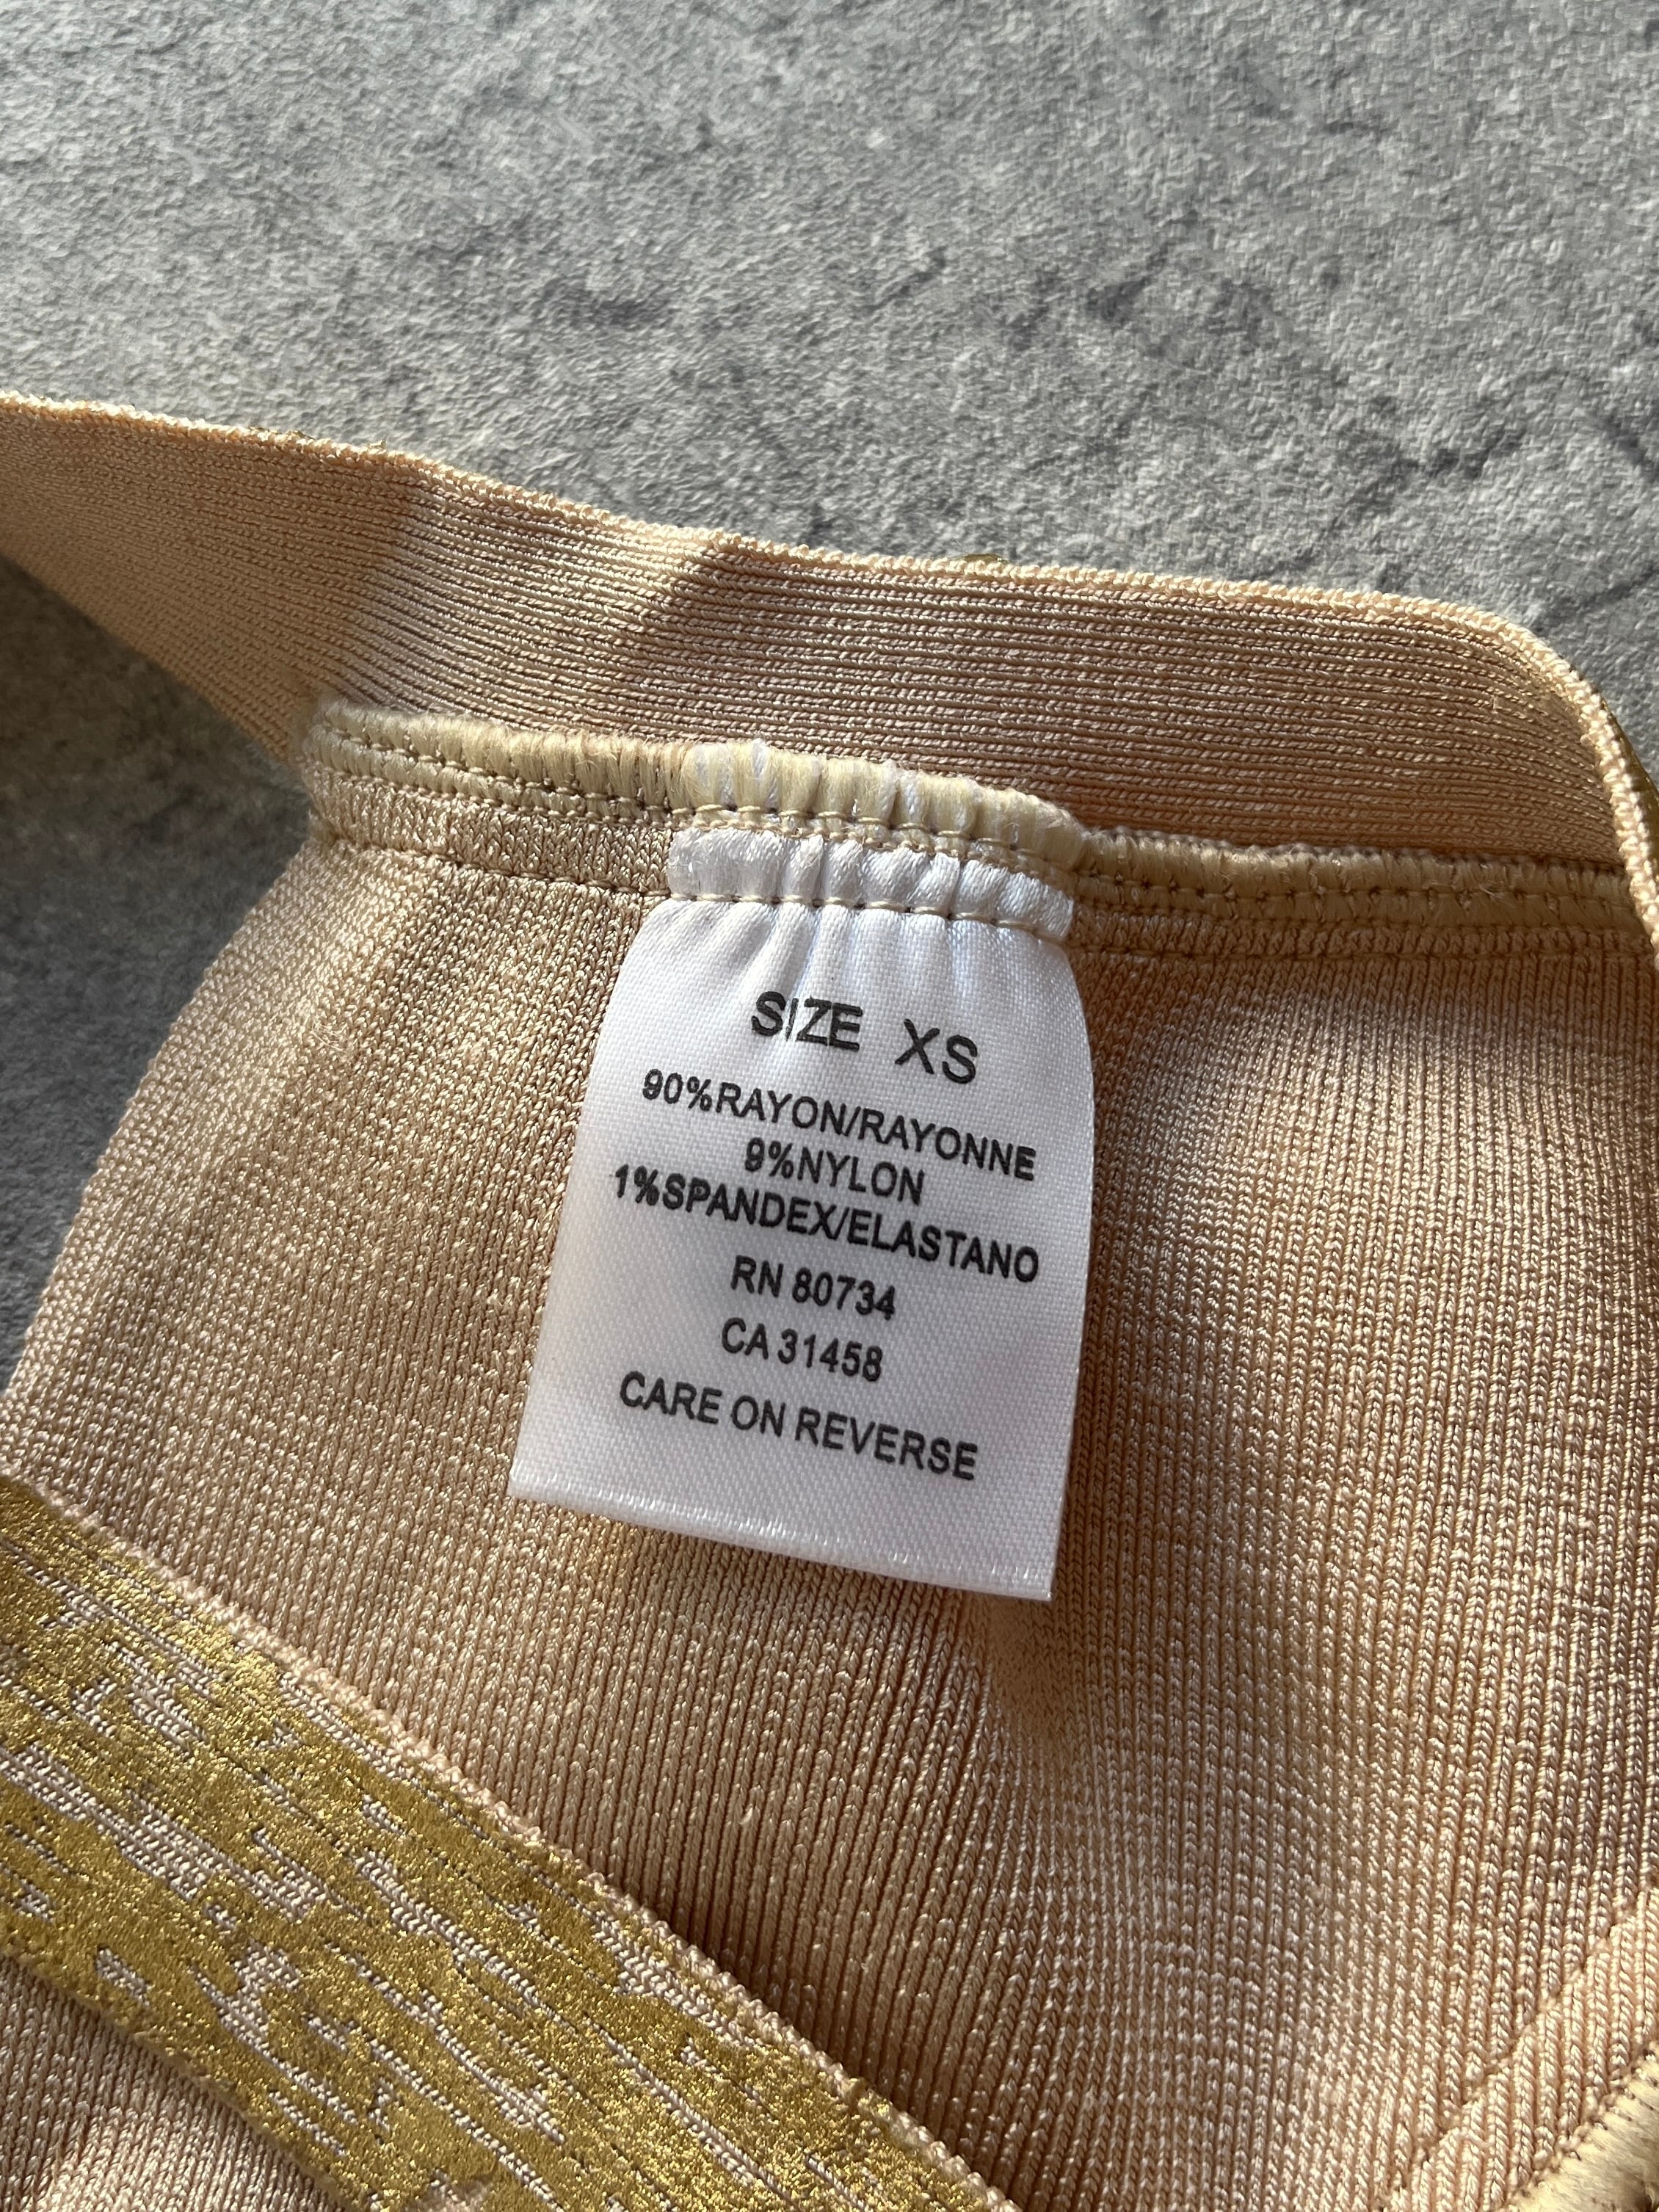 SIZE XS
90%RAYON/RAYONNE
9%NYLON
1%SPANDEX/ELASTANO
RN 80734
CA 31458
CARE ON REVERSE